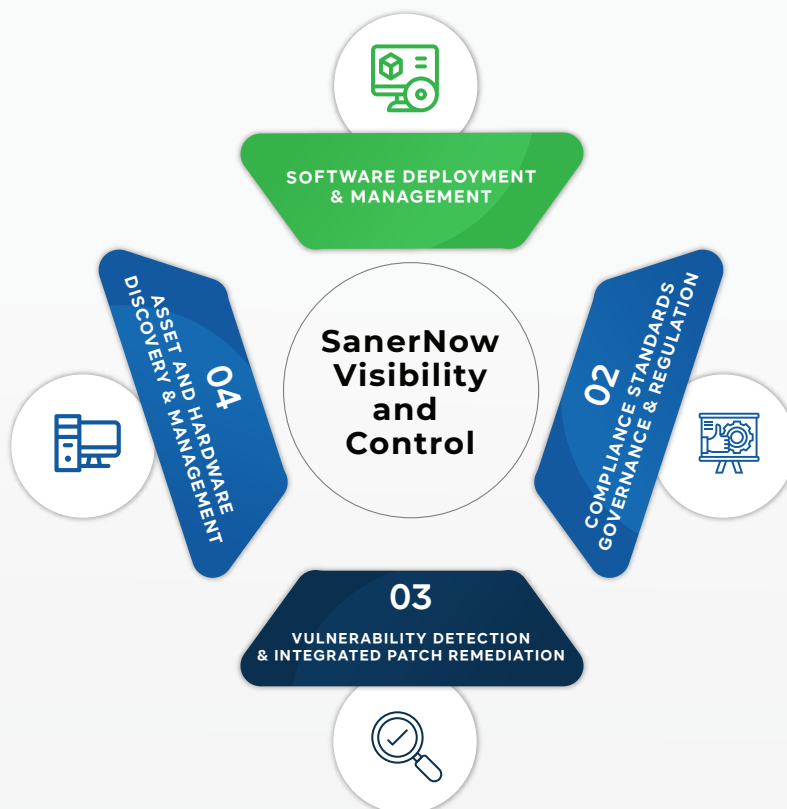 SOFTWARE DEPLOYMENT
& MANAGEMENT
SanerNow
Visibility
and
Control
02
COMPLIANCE STANDARDS
GOVERNANCE & REGULATION
03
VULNERABILITY DETECTION
& INTEGRATED PATCH REMEDIATION
04
ASSET AND HARDWARE
DISCOVERY & MANAGEMENT